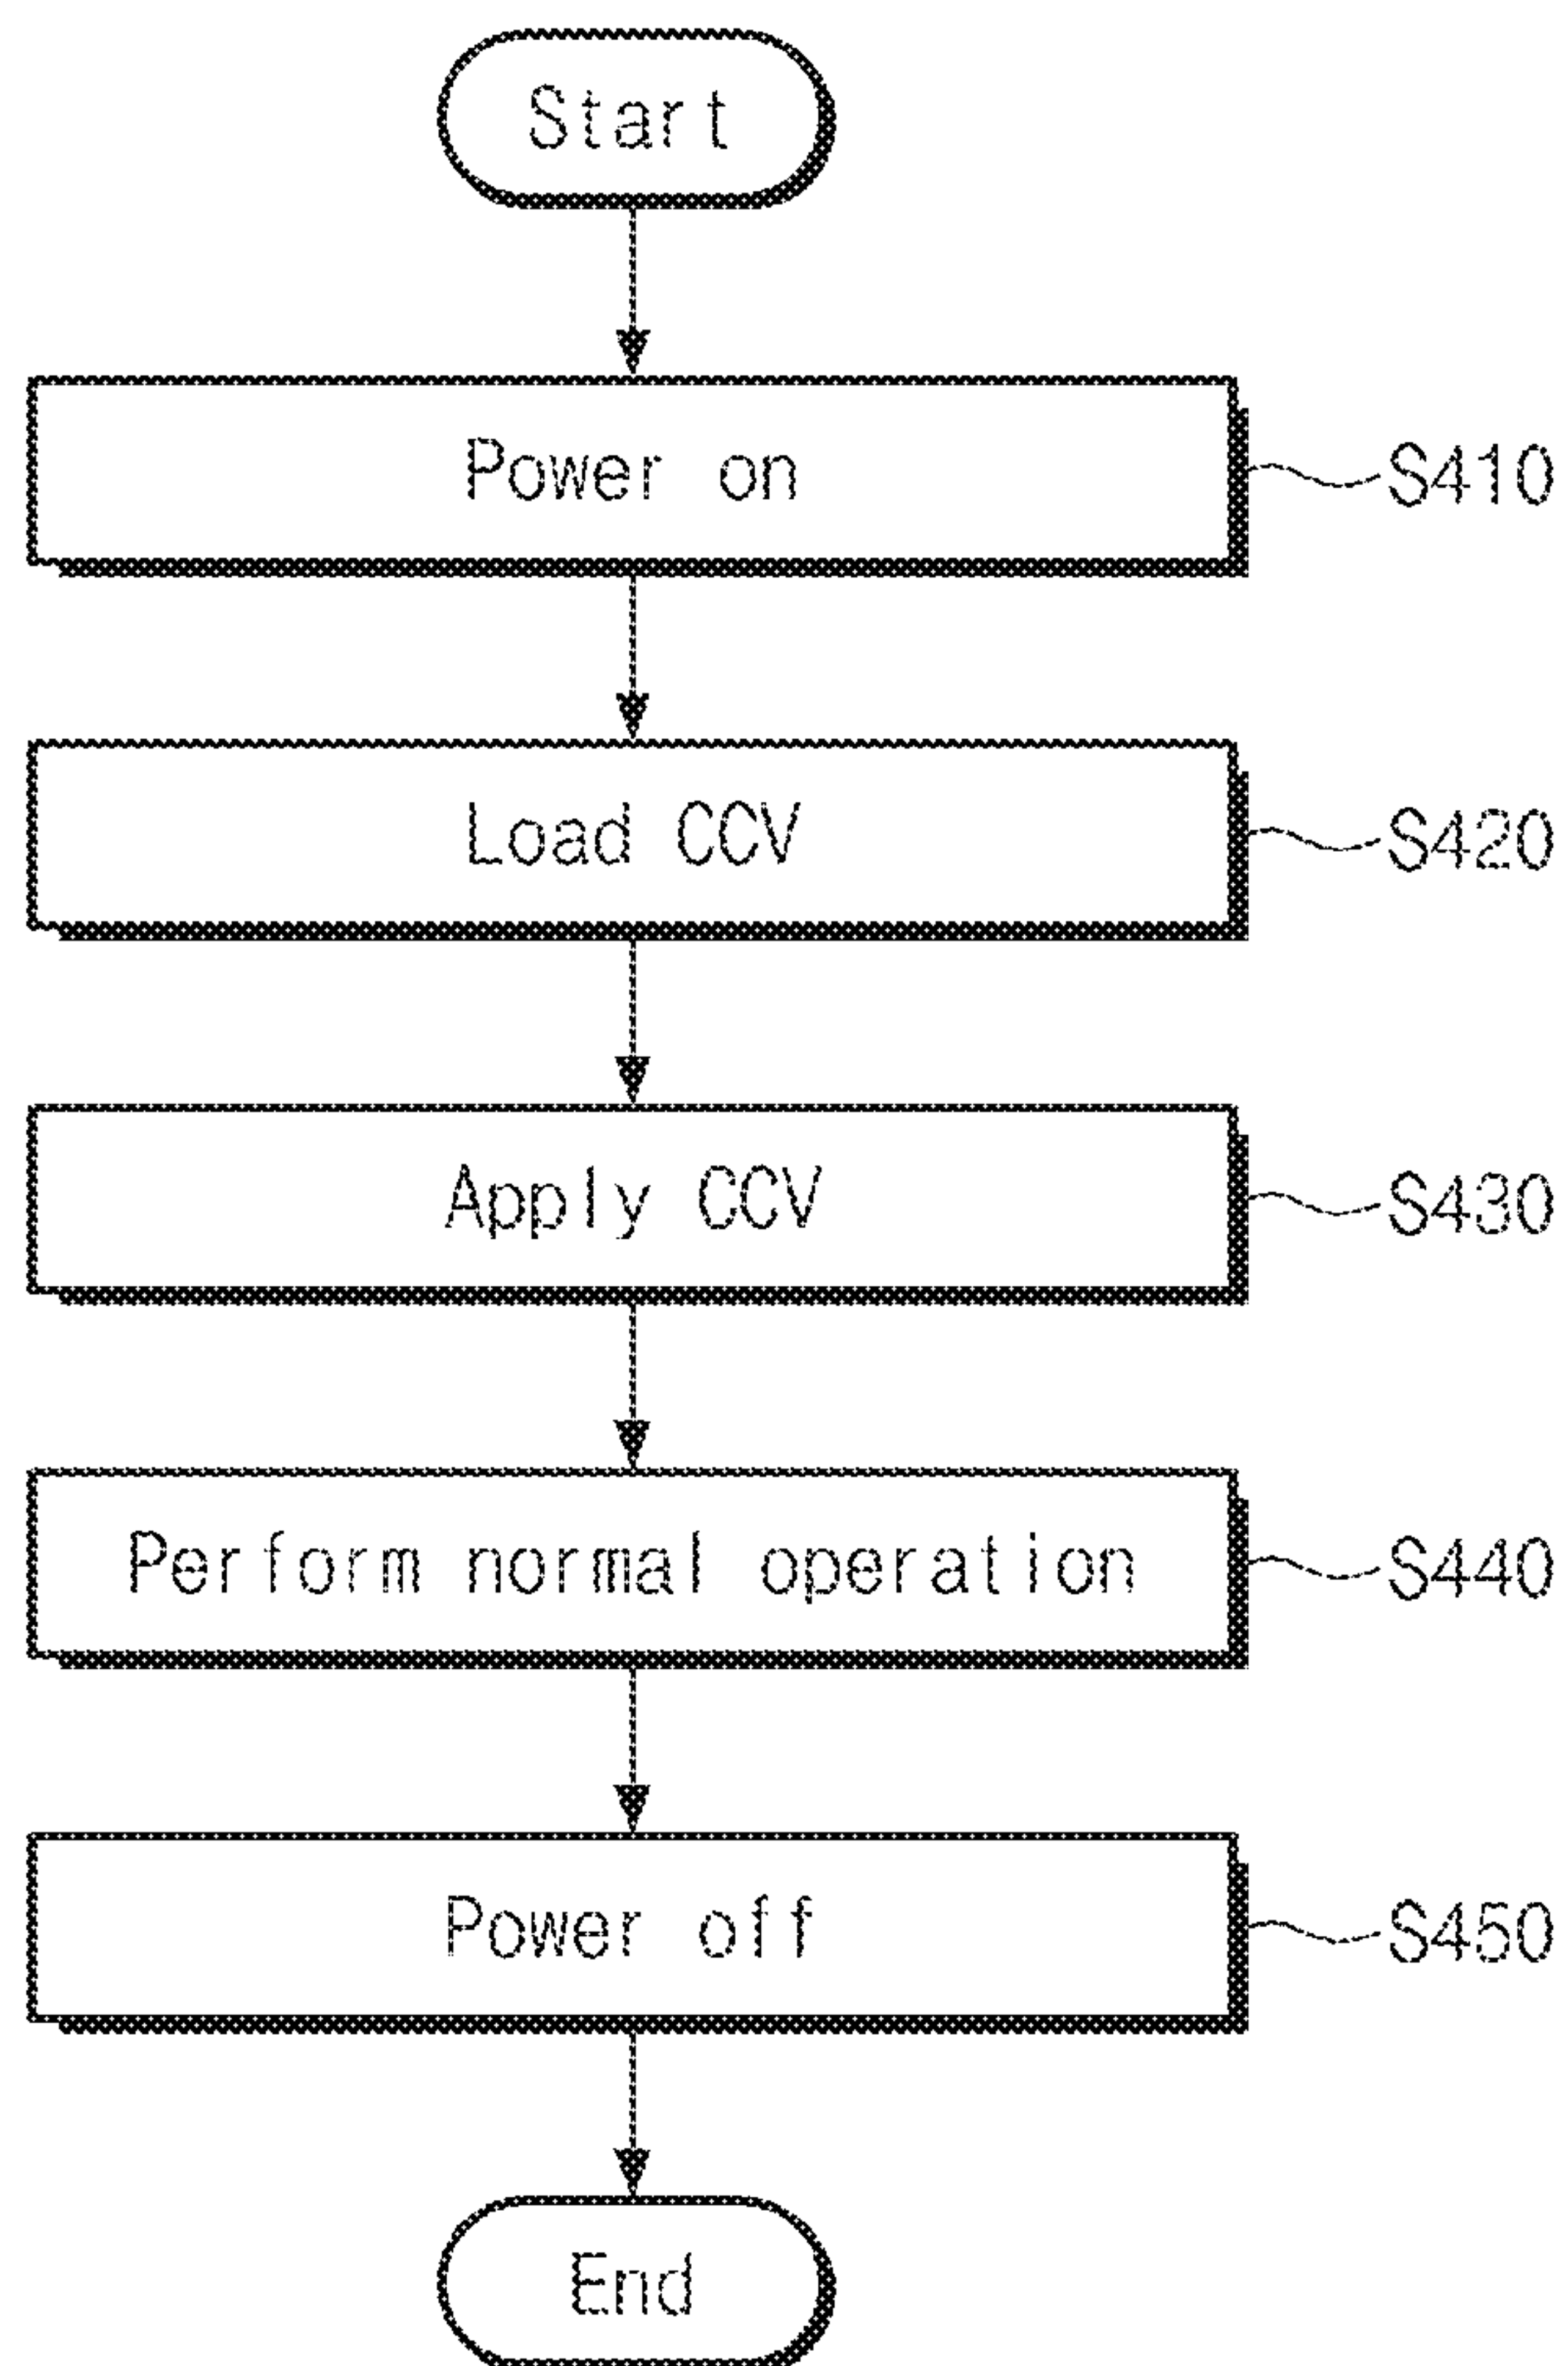 Start
Power on
S410
Load CCV
S420
Apply CCV
S430
Perform normal operation
S440
Power off
S450
End